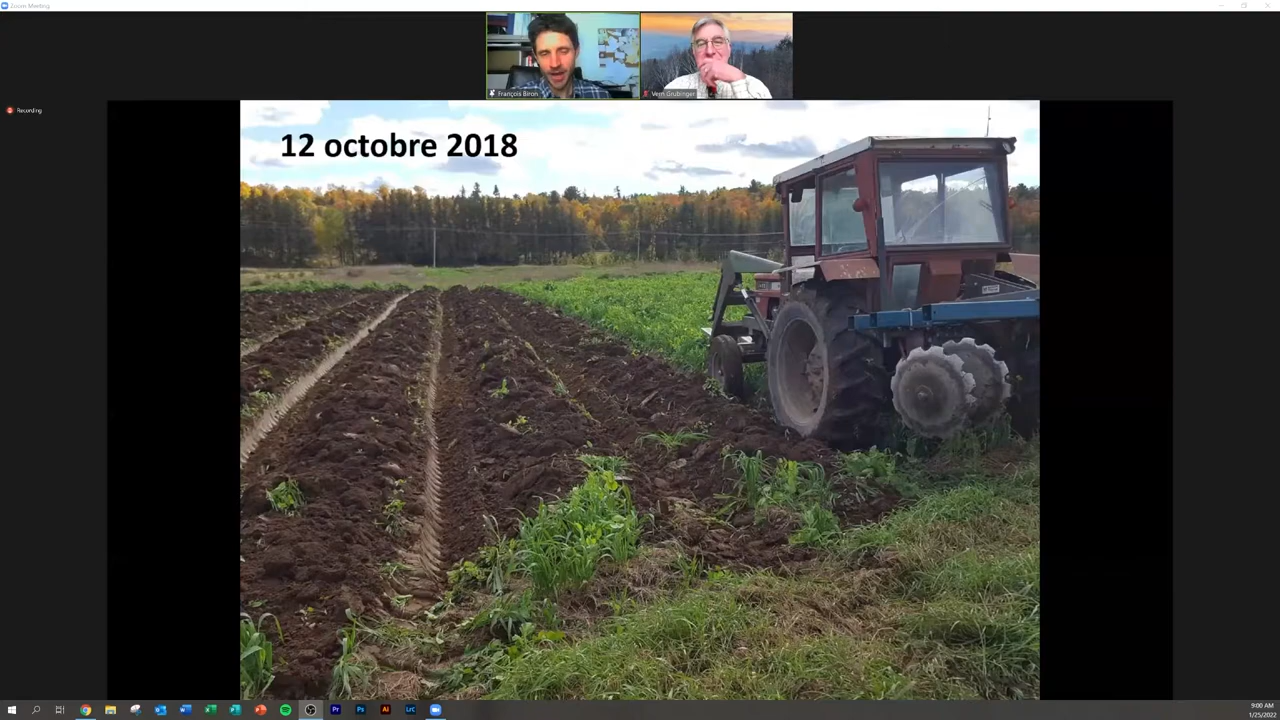 Zoom Meeting
François Biron
Vern Grubinger
Recording
12 octobre 2018
9:00 AM
1/25/2022